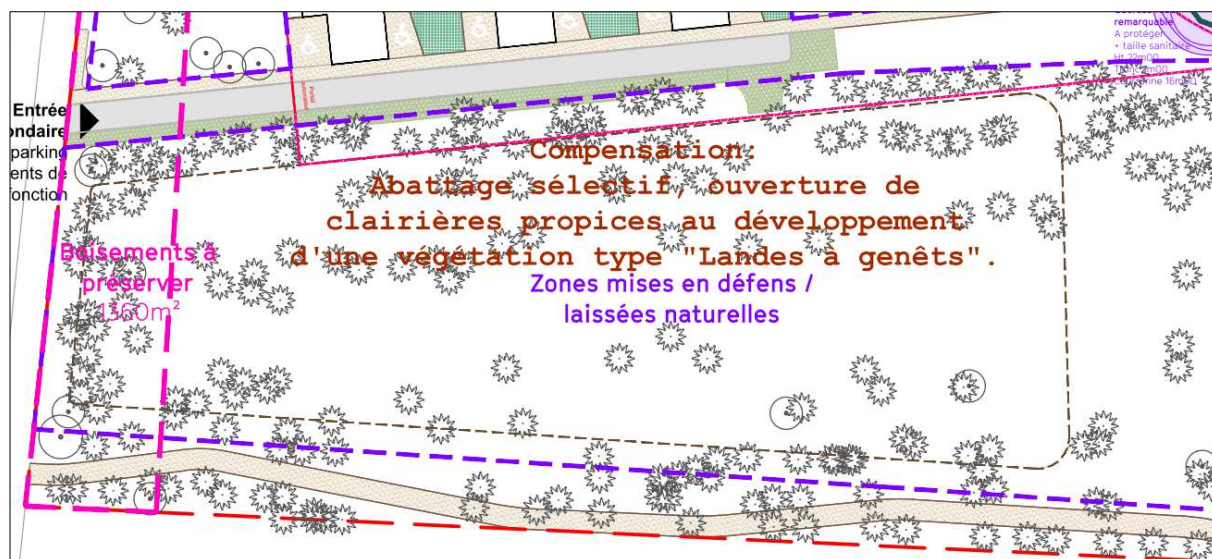 remarquable
A protéger
+ taille sanitaire
Entrée
ondaire
parking
ents de
onction
Compensation:
Abattage sélectif, ouverture de
clairières propices au développement
d'une végétation type "Landes à genêts".
Zones mises en défens /
laissées naturelles
Boisements à
préserver
1360m²